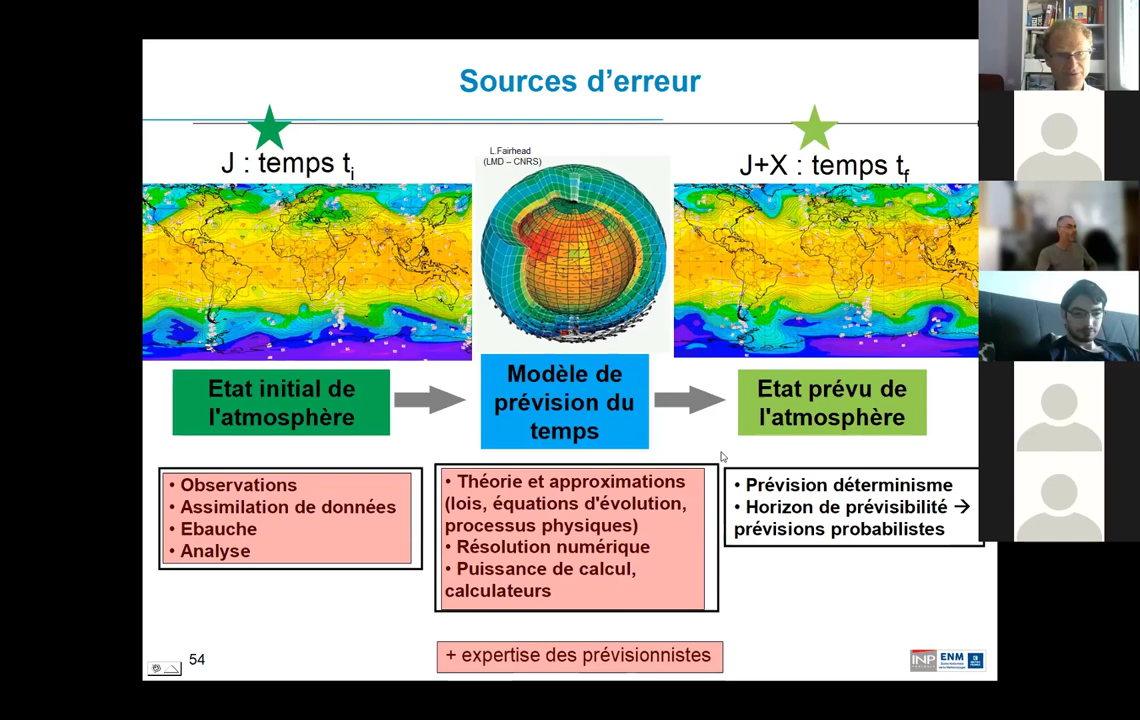 Sources d'erreur
J : temps ti
L.Fairhead
(LMD – CNRS)
J+X : temps tf
Etat initial de
l'atmosphère
Modèle de
prévision du
temps
Etat prévu de
l'atmosphère
• Observations
• Assimilation de données
• Ebauche
• Analyse
• Théorie et approximations
(lois, équations d'évolution,
processus physiques)
• Résolution numérique
• Puissance de calcul,
calculateurs
• Prévision déterminisme
• Horizon de prévisibilité →
prévisions probabilistes
+ expertise des prévisionnistes
54
INP
ENM